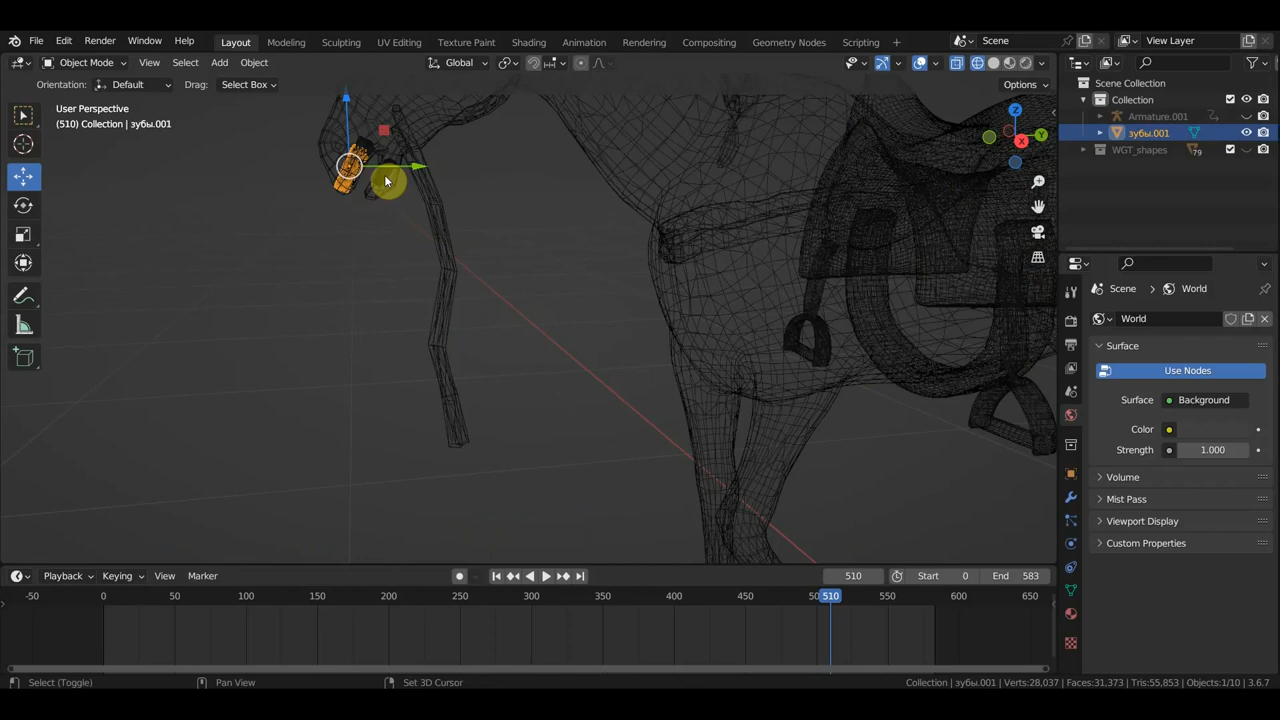 File Edit Render Window Help Layout Modeling Sculpting UV Editing Texture Paint Shading Animation Rendering Compositing Geometry Nodes Scripting Scene View Layer
Object Mode View Select Add Object Global
Orientation: Default Drag: Select Box Options
User Perspective
(510) Collection | зубы.001
Z
Y
X
Scene Collection
Collection
Armature.001
зубы.001
WGT_shapes 79
Scene World
World
Surface
Use Nodes
Surface Background
Color
Strength 1.000
Volume
Mist Pass
Viewport Display
Custom Properties
Playback Keying View Marker 510 Start 0 End 583
-50 0 50 100 150 200 250 300 350 400 450 510 550 600 650
Select (Toggle) Pan View Set 3D Cursor Collection | зубы.001 Verts:28,037 Faces:31,373 Tris:55,853 Objects:1/10 3.6.7